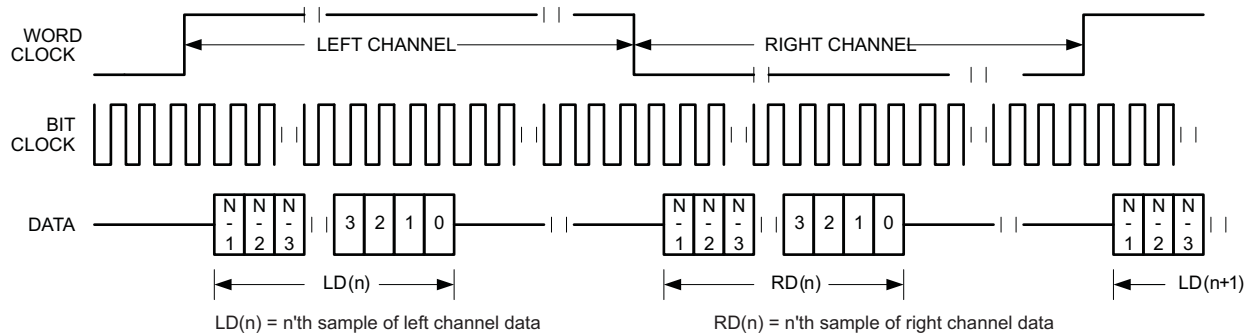 WORD
CLOCK
LEFT CHANNEL
RIGHT CHANNEL
BIT
CLOCK
DATA
N-1 N-2 N-3 3 2 1 0 N-1 N-2 N-3 3 2 1 0 N-1 N-2 N-3
LD(n) RD(n) LD(n+1)
LD(n) = n'th sample of left channel data
RD(n) = n'th sample of right channel data